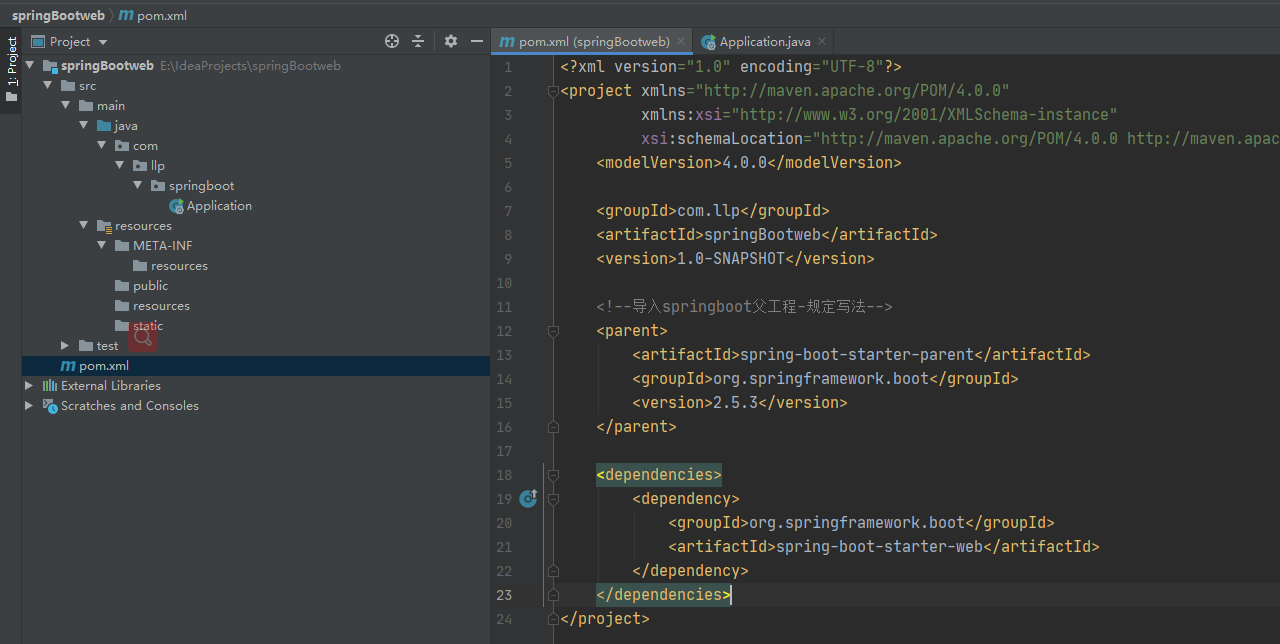 springBootweb pom.xml
1: Project
Project
springBootweb E:\IdeaProjects\springBootweb
src
main
java
com
llp
springboot
Application
resources
META-INF
resources
public
resources
static
test
pom.xml
External Libraries
Scratches and Consoles
pom.xml (springBootweb) Application.java
1 <?xml version="1.0" encoding="UTF-8"?>
2 <project xmlns="http://maven.apache.org/POM/4.0.0"
3 xmlns:xsi="http://www.w3.org/2001/XMLSchema-instance"
4 xsi:schemaLocation="http://maven.apache.org/POM/4.0.0 http://maven.apac
5 <modelVersion>4.0.0</modelVersion>
6
7 <groupId>com.llp</groupId>
8 <artifactId>springBootweb</artifactId>
9 <version>1.0-SNAPSHOT</version>
10
11 <!--导入springboot父工程-规定写法-->
12 <parent>
13 <artifactId>spring-boot-starter-parent</artifactId>
14 <groupId>org.springframework.boot</groupId>
15 <version>2.5.3</version>
16 </parent>
17
18 <dependencies>
19 <dependency>
20 <groupId>org.springframework.boot</groupId>
21 <artifactId>spring-boot-starter-web</artifactId>
22 </dependency>
23 </dependencies>
24 </project>